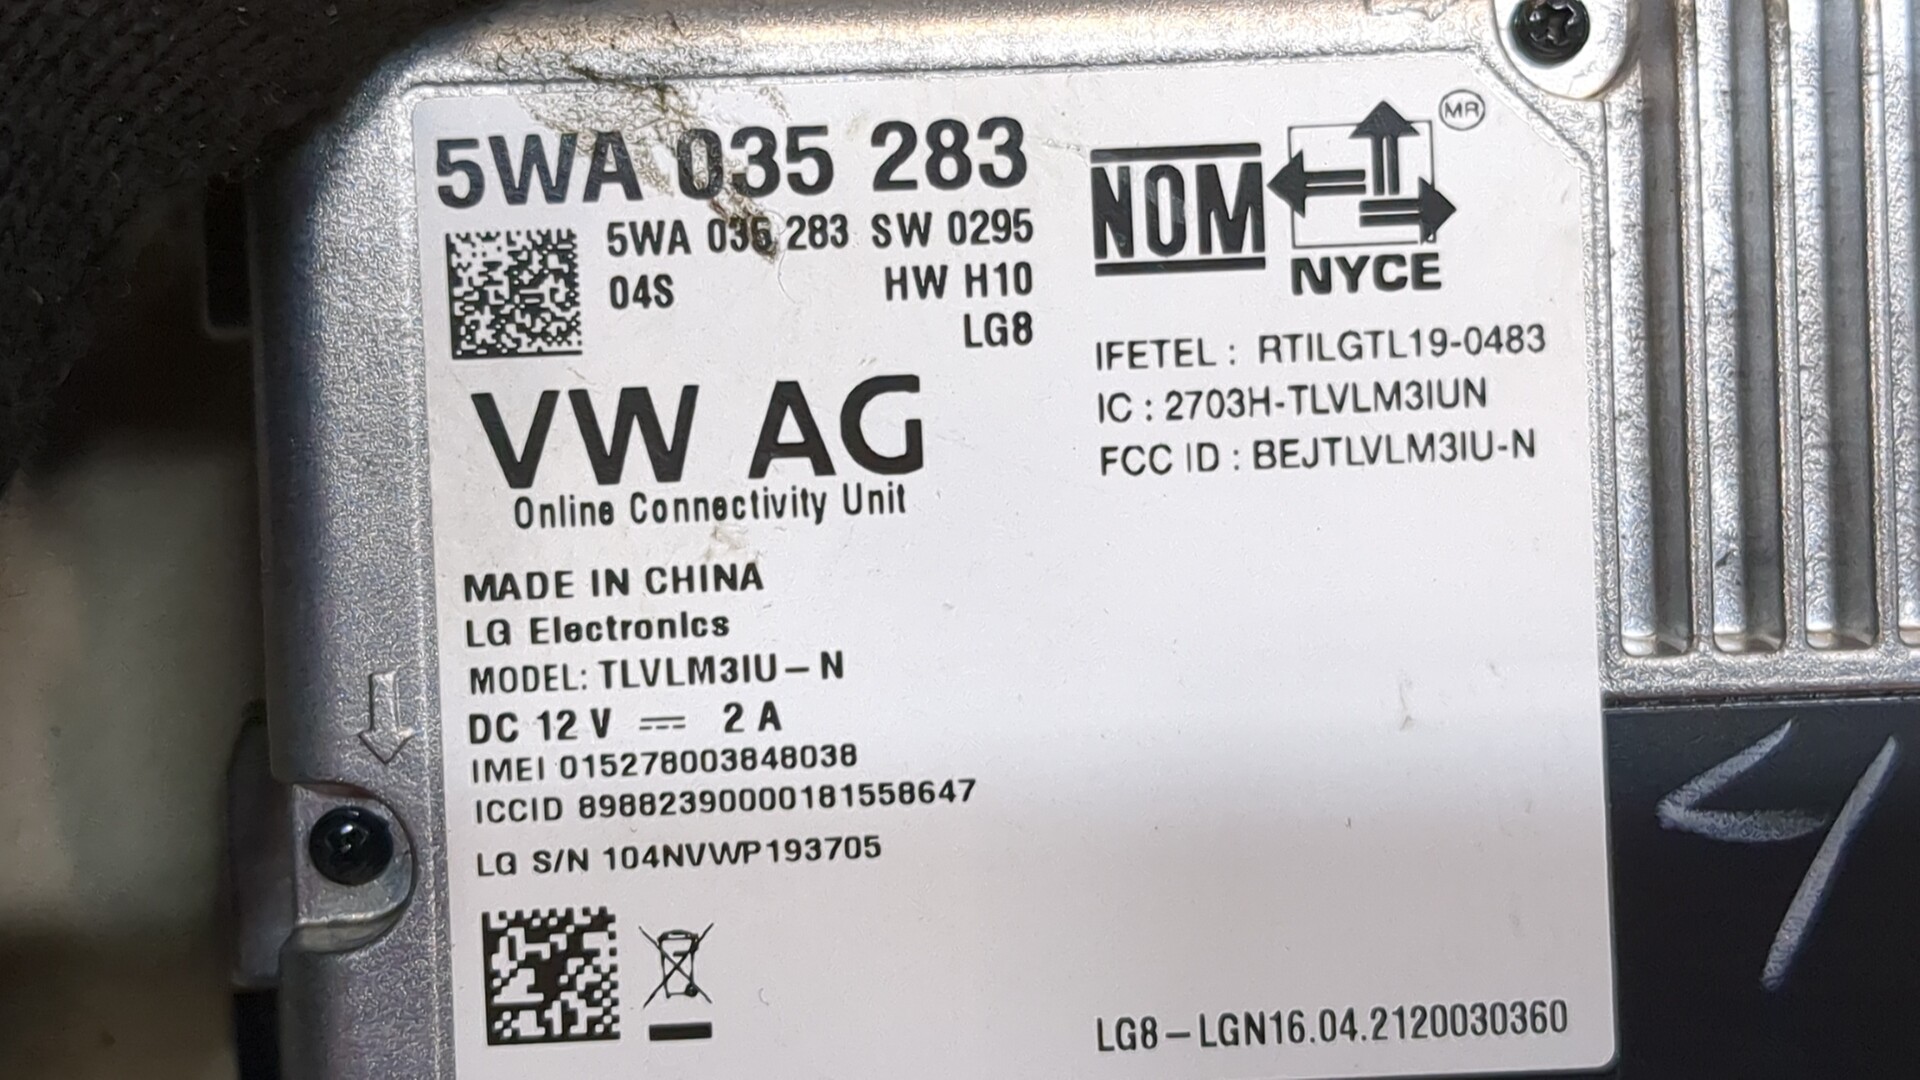 5WA 035 283
5WA 035 283 SW 0295
04S HW H10
LG8
VW AG
Online Connectivity Unit
MADE IN CHINA
LG Electronics
MODEL: TLVLM3IU-N
DC 12 V ⎓ 2 A
IMEI 015278003848038
ICCID 89882390000181558647
LG S/N 104NVWP193705
NOM
NYCE
MR
IFETEL : RTILGTL19-0483
IC : 2703H-TLVLM3IUN
FCC ID : BEJTLVLM3IU-N
LG8-LGN16.04.2120030360
4